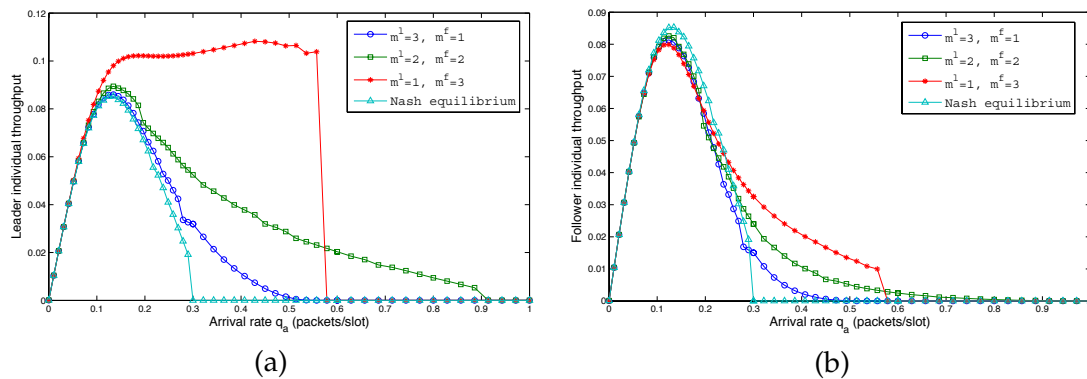 0.12
0.1
0.08
0.06
0.04
0.02
0
Leader individual throughput
0 0.1 0.2 0.3 0.4 0.5 0.6 0.7 0.8 0.9 1
Arrival rate qa (packets/slot)
m^l=3, m^f=1
m^l=2, m^f=2
m^l=1, m^f=3
Nash equilibrium
(a)
0.09
0.08
0.07
0.06
0.05
0.04
0.03
0.02
0.01
0
Follower individual throughput
0 0.1 0.2 0.3 0.4 0.5 0.6 0.7 0.8 0.9 1
Arrival rate qa (packets/slot)
m^l=3, m^f=1
m^l=2, m^f=2
m^l=1, m^f=3
Nash equilibrium
(b)